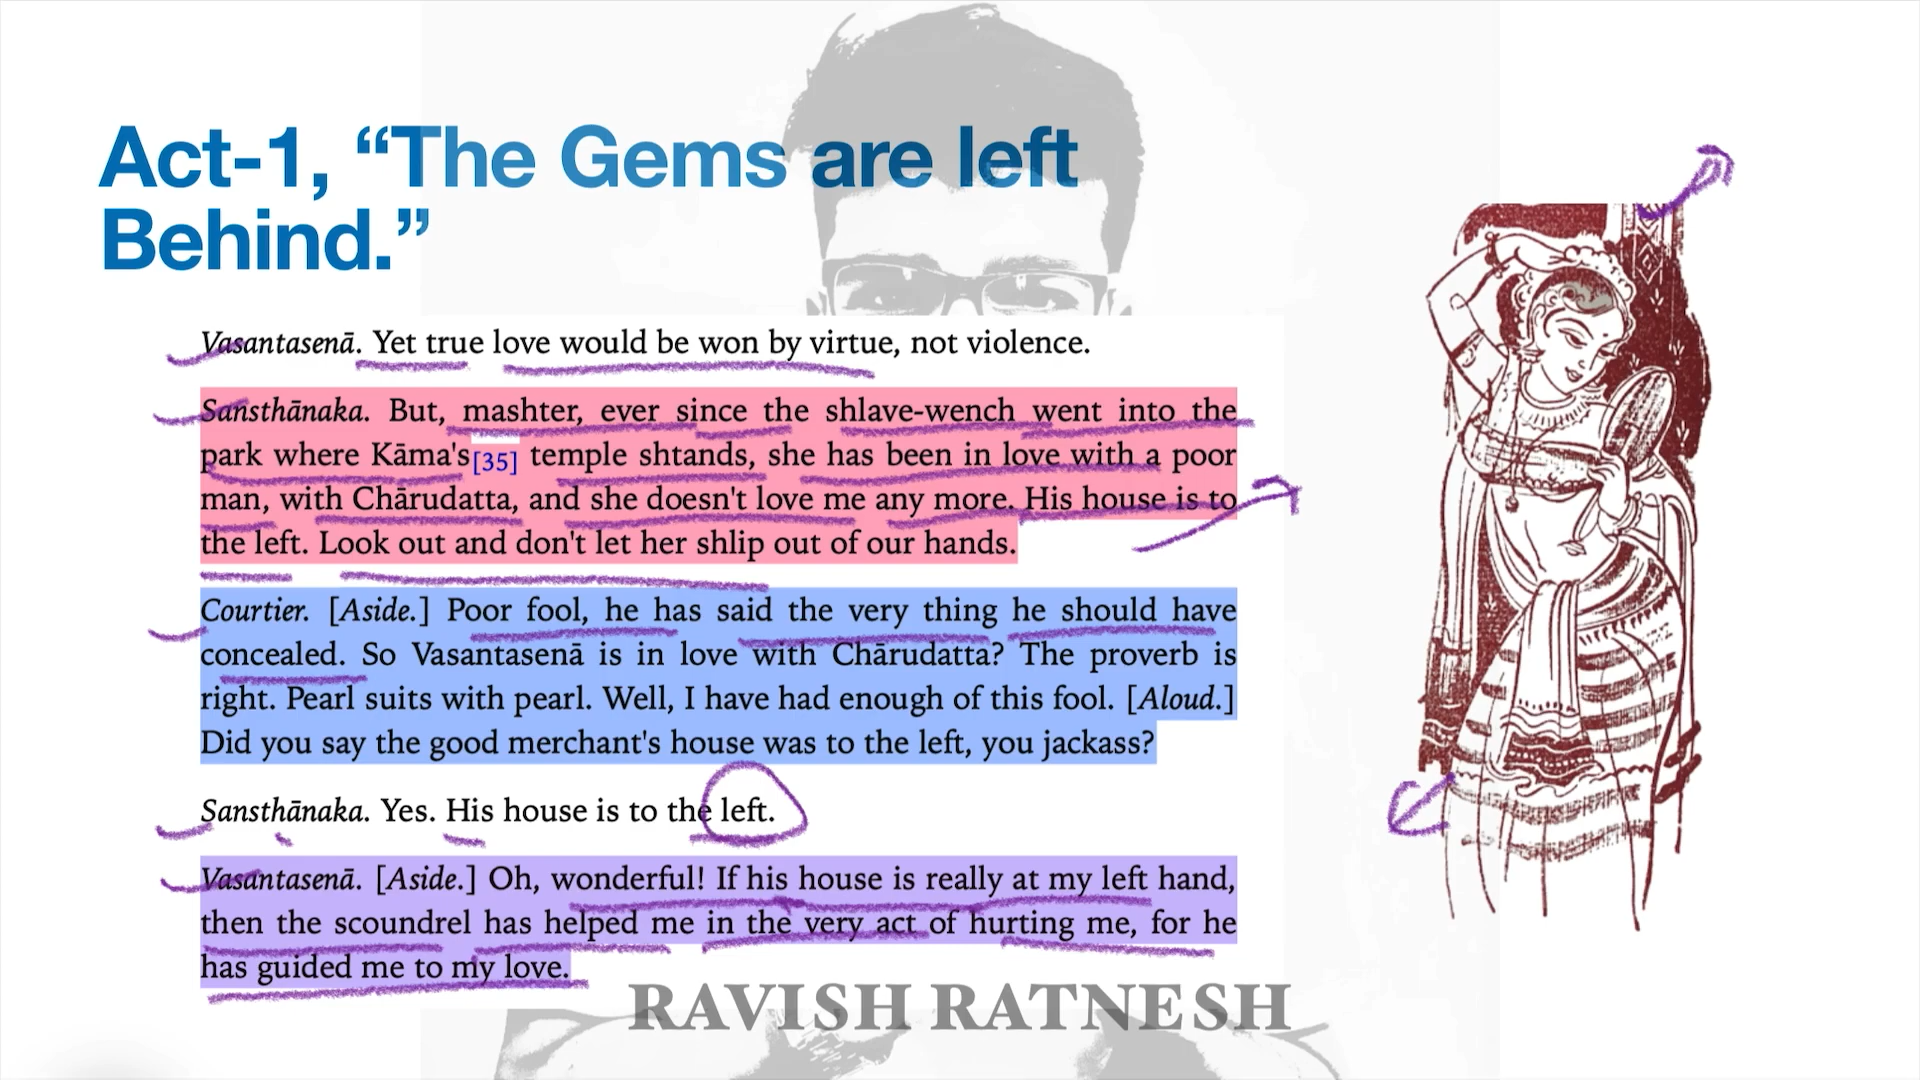 Act-1, “The Gems are left
Behind.”
Vasantasenā. Yet true love would be won by virtue, not violence.
Sansthānaka. But, mashter, ever since the shlave-wench went into the
park where Kāma's[35] temple shtands, she has been in love with a poor
man, with Chārudatta, and she doesn't love me any more. His house is to
the left. Look out and don't let her shlip out of our hands.
Courtier. [Aside.] Poor fool, he has said the very thing he should have
concealed. So Vasantasenā is in love with Chārudatta? The proverb is
right. Pearl suits with pearl. Well, I have had enough of this fool. [Aloud.]
Did you say the good merchant's house was to the left, you jackass?
Sansthānaka. Yes. His house is to the left.
Vasantasenā. [Aside.] Oh, wonderful! If his house is really at my left hand,
then the scoundrel has helped me in the very act of hurting me, for he
has guided me to my love.
RAVISH RATNESH